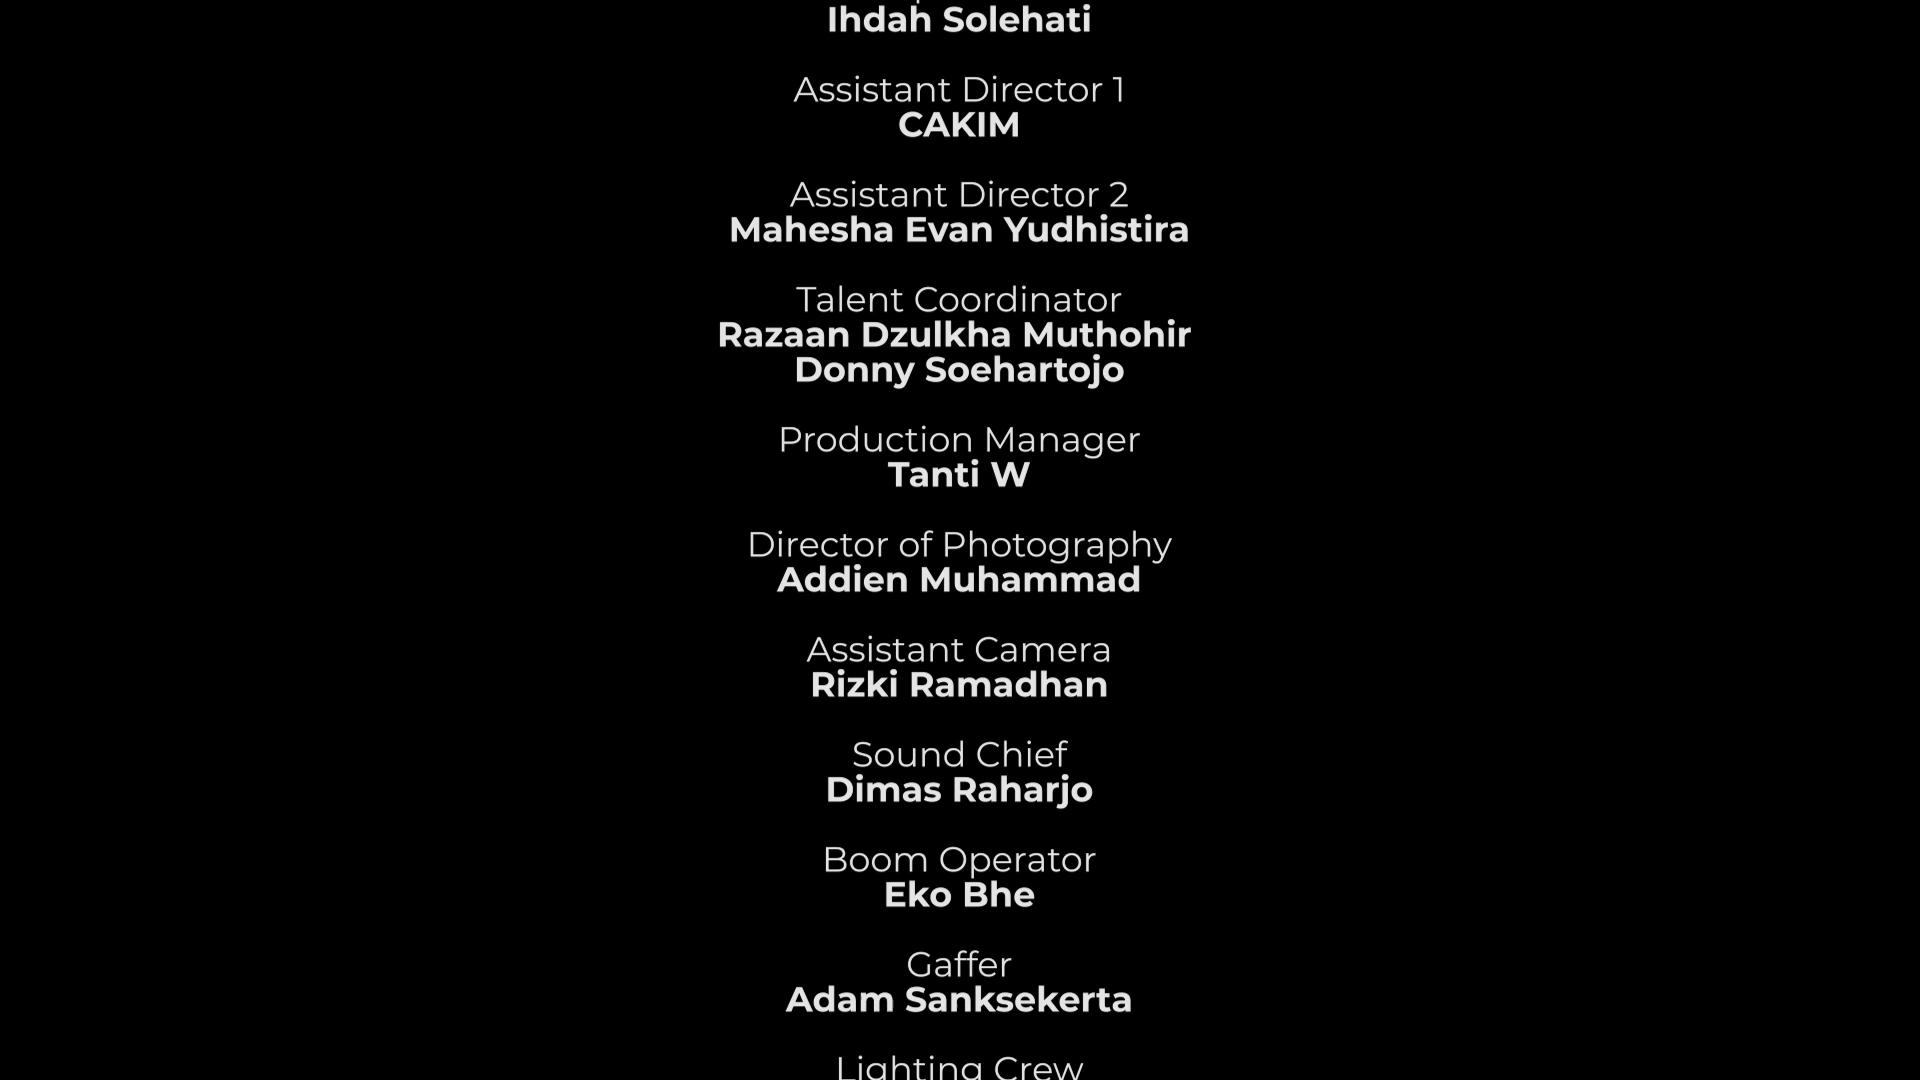 Ihdah Solehati
Assistant Director 1
CAKIM
Assistant Director 2
Mahesha Evan Yudhistira
Talent Coordinator
Razaan Dzulkha Muthohir
Donny Soehartojo
Production Manager
Tanti W
Director of Photography
Addien Muhammad
Assistant Camera
Rizki Ramadhan
Sound Chief
Dimas Raharjo
Boom Operator
Eko Bhe
Gaffer
Adam Sanksekerta
Lighting Crew